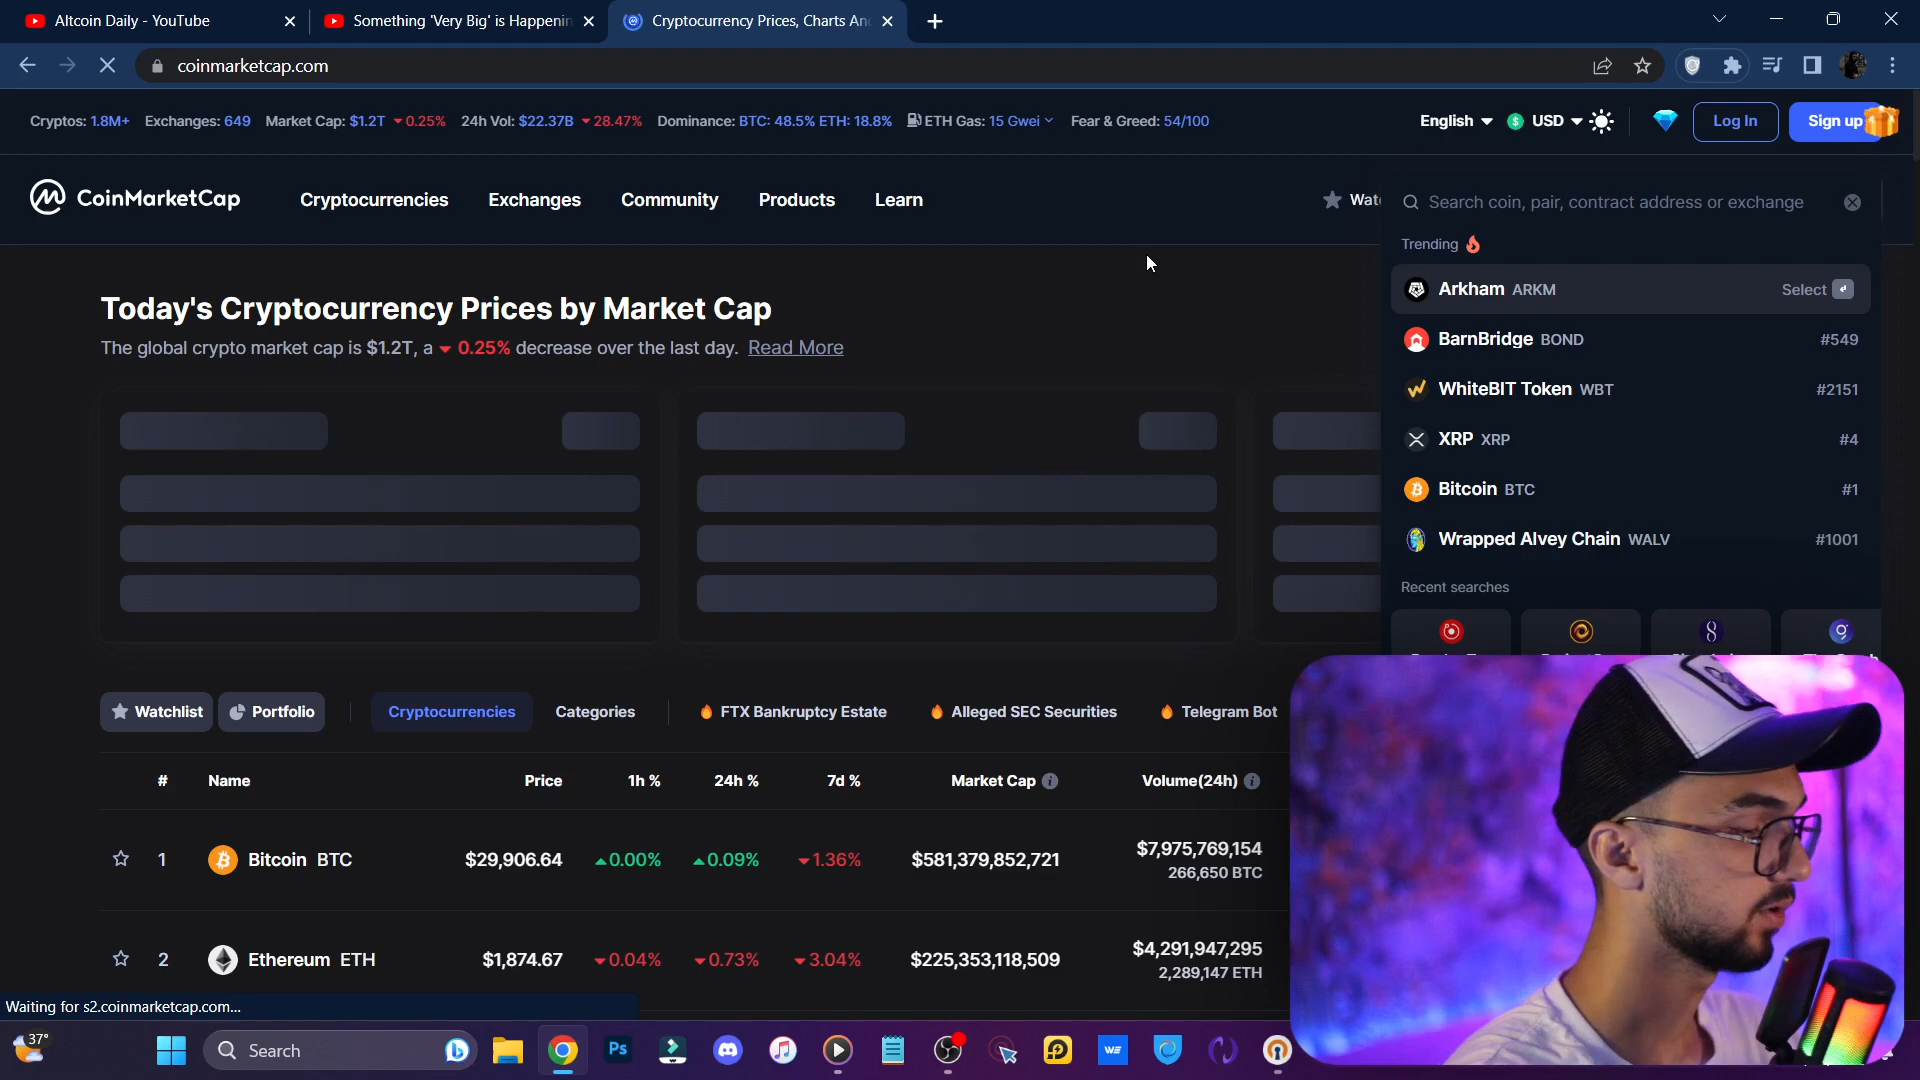 Altcoin Daily - YouTube
Something 'Very Big' is Happenin
Cryptocurrency Prices, Charts An
coinmarketcap.com
Cryptos: 1.8M+ Exchanges: 649 Market Cap: $1.2T 0.25% 24h Vol: $22.37B 28.47% Dominance: BTC: 48.5% ETH: 18.8% ETH Gas: 15 Gwei Fear & Greed: 54/100
English USD Log In Sign up
CoinMarketCap
Cryptocurrencies Exchanges Community Products Learn
Search coin, pair, contract address or exchange
Trending
Arkham ARKM Select
BarnBridge BOND #549
WhiteBIT Token WBT #2151
XRP XRP #4
Bitcoin BTC #1
Wrapped Alvey Chain WALV #1001
Recent searches
Today's Cryptocurrency Prices by Market Cap
The global crypto market cap is $1.2T, a 0.25% decrease over the last day. Read More
Watchlist Portfolio Cryptocurrencies Categories FTX Bankruptcy Estate Alleged SEC Securities Telegram Bot
# Name Price 1h % 24h % 7d % Market Cap Volume(24h)
1 Bitcoin BTC $29,906.64 0.00% 0.09% 1.36% $581,379,852,721 $7,975,769,154
266,650 BTC
2 Ethereum ETH $1,874.67 0.04% 0.73% 3.04% $225,353,118,509 $4,291,947,295
2,289,147 ETH
Waiting for s2.coinmarketcap.com...
37°
Search
Ps
WE